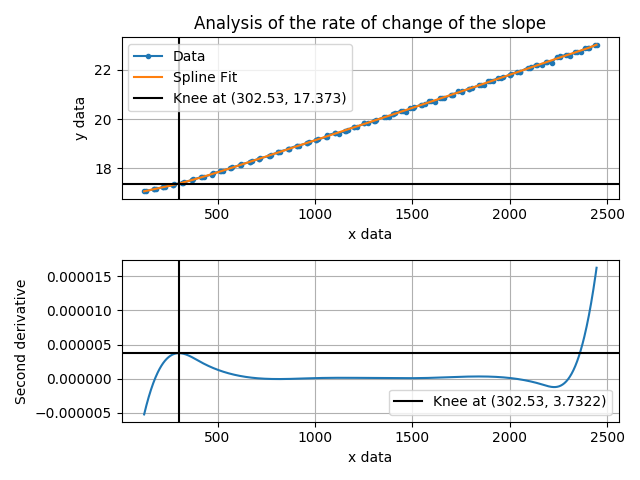 Analysis of the rate of change of the slope
Data
Spline Fit
Knee at (302.53, 17.373)
y data
22
20
18
500
1000
1500
2000
2500
x data
Second derivative
0.000015
0.000010
0.000005
0.000000
−0.000005
Knee at (302.53, 3.7322)
500
1000
1500
2000
2500
x data